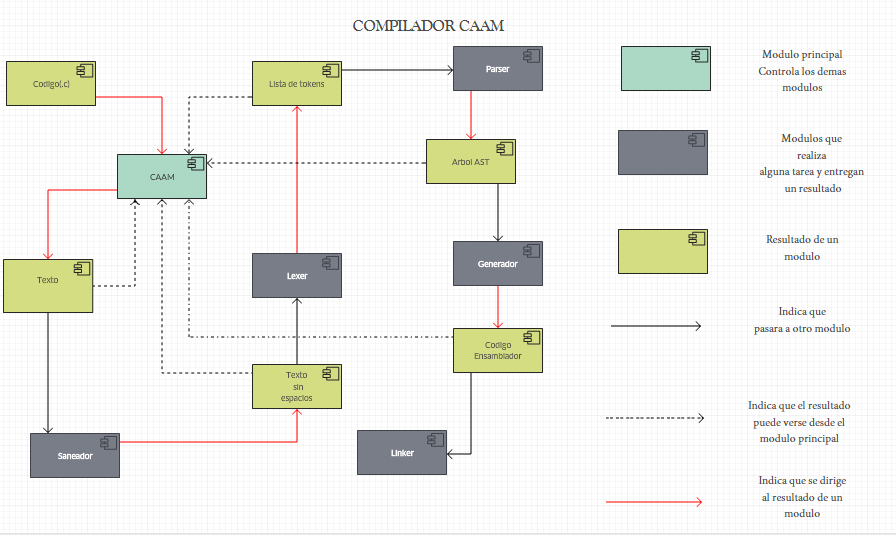 COMPILADOR CAAM
Codigo(.c)
Lista de tokens
Parser
CAAM
Arbol AST
Texto
Lexer
Generador
Codigo
Ensamblador
Texto
sin
espacios
Saneador
Linker
Modulo principal
Controla los demas
modulos
Modulos que
realiza
alguna tarea y entregan
un resultado
Resultado de un
modulo
Indica que
pasara a otro modulo
Indica que el resultado
puede verse desde el
modulo principal
Indica que se dirige
al resultado de un
modulo